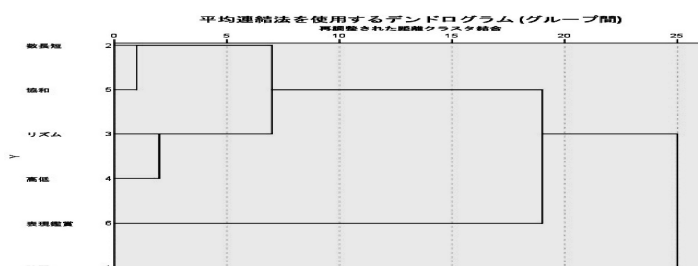 平均連結法を使用するデンドログラム (グループ間)
再調整された距離クラスタ結合
0 5 10 15 20 25
数長短 2
協和 5
リズム 3
高低 4
表現鑑賞 6
Y